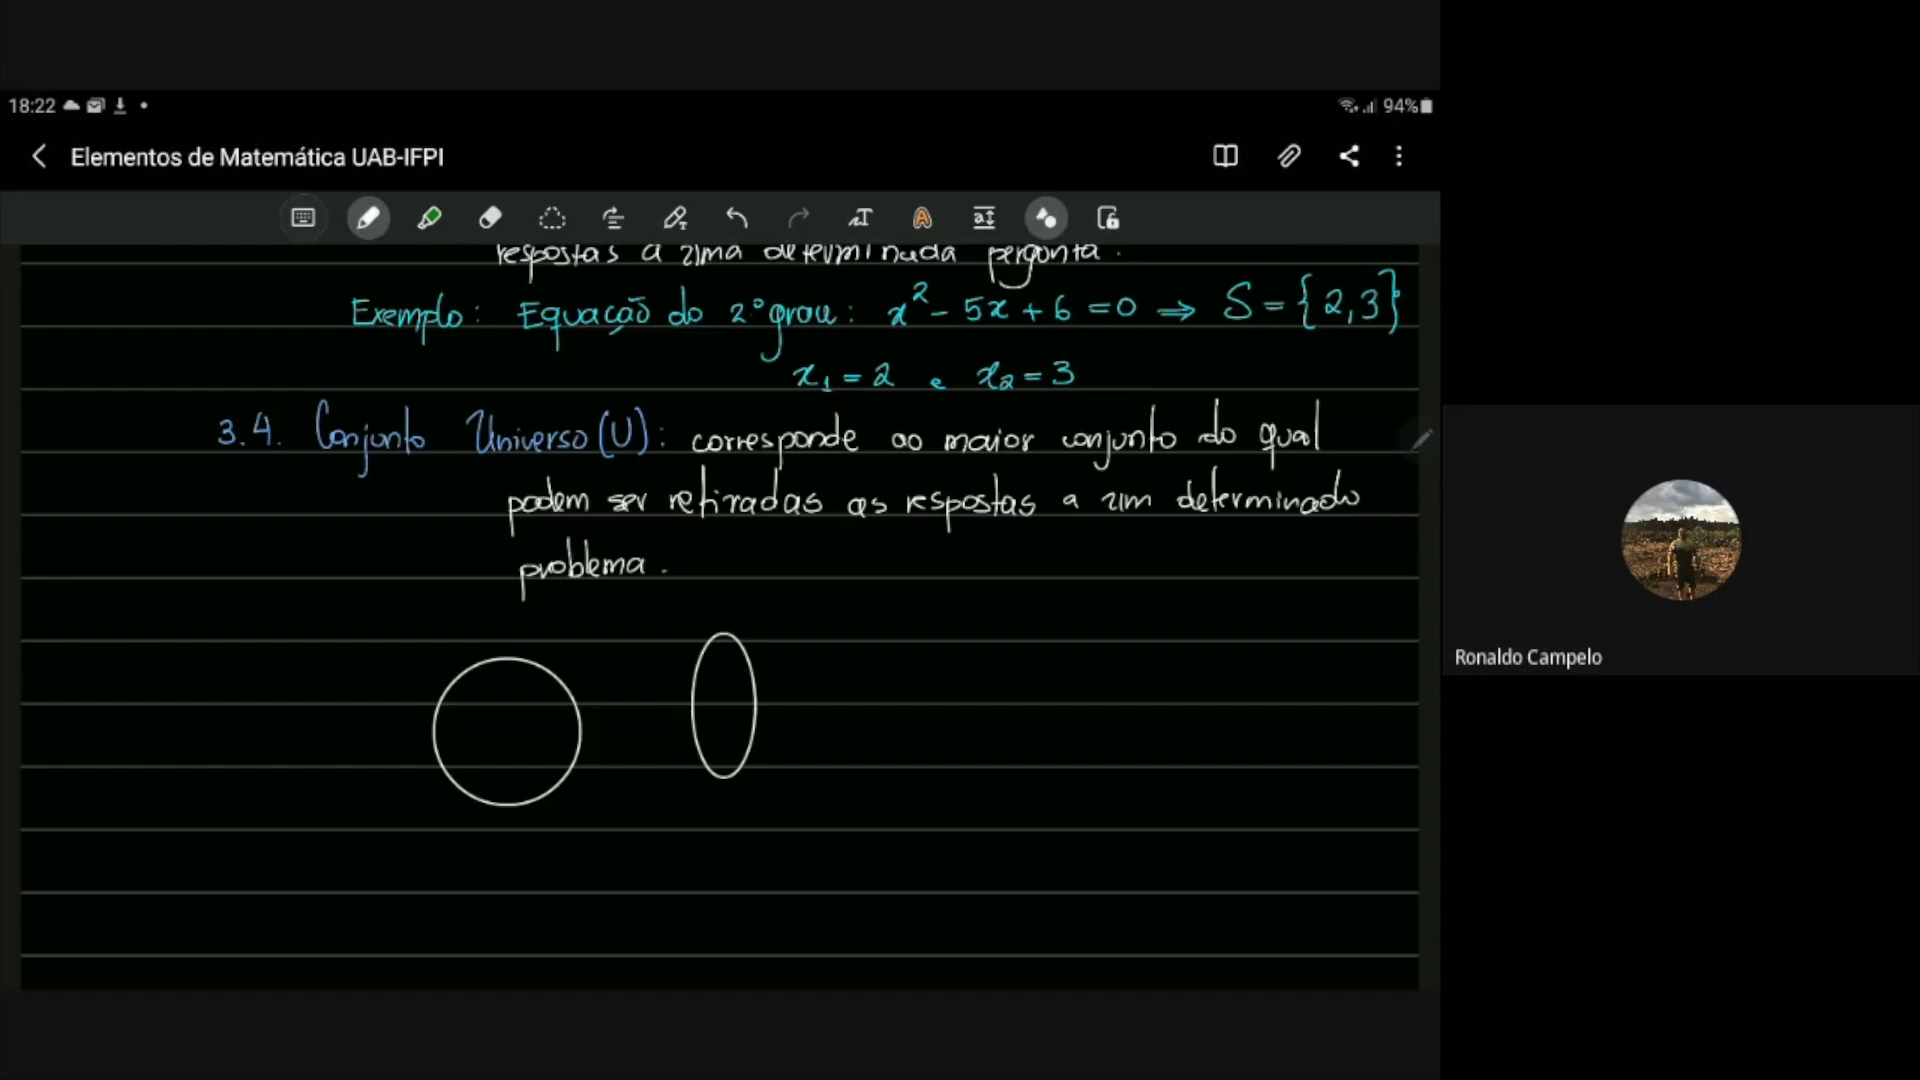 18:22
94%
Elementos de Matemática UAB-IFPI
respostas a uma determinada pergunta.
Exemplo: Equação do 2º grau: x² - 5x + 6 = 0 ⇒ S = {2,3}
x₁ = 2 e x₂ = 3
3.4. Conjunto Universo (U): corresponde ao maior conjunto do qual
podem ser retiradas as respostas a um determinado
problema.
Ronaldo Campelo